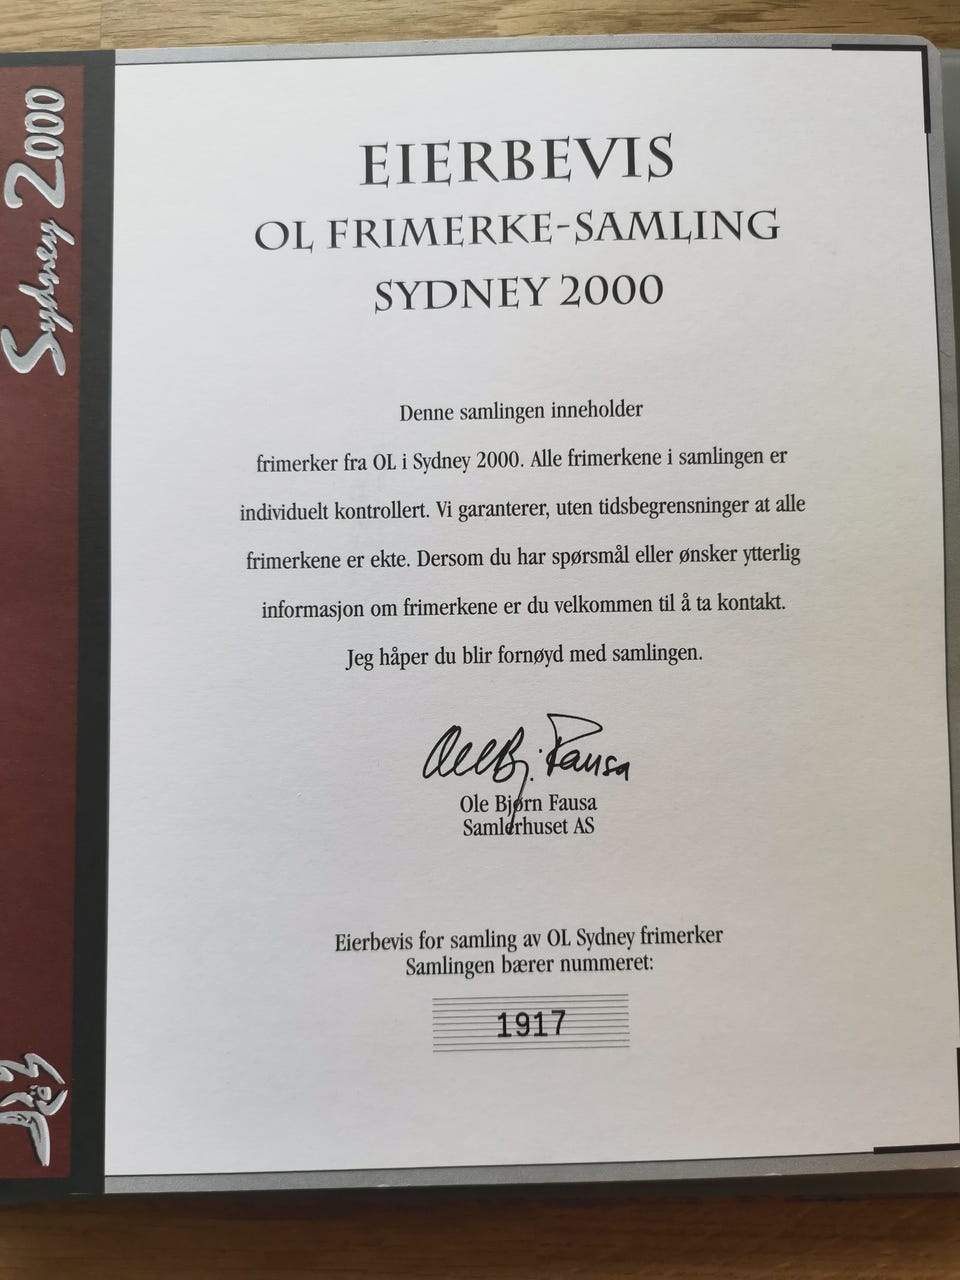 Sydney 2000
EIERBEVIS
OL FRIMERKE-SAMLING
SYDNEY 2000
Denne samlingen inneholder
frimerker fra OL i Sydney 2000. Alle frimerkene i samlingen er
individuelt kontrollert. Vi garanterer, uten tidsbegrensninger at alle
frimerkene er ekte. Dersom du har spørsmål eller ønsker ytterlig
informasjon om frimerkene er du velkommen til å ta kontakt.
Jeg håper du blir fornøyd med samlingen.
Ole Bj. Fausa
Ole Bjørn Fausa
Samlerhuset AS
Eierbevis for samling av OL Sydney frimerker
Samlingen bærer nummeret:
1917